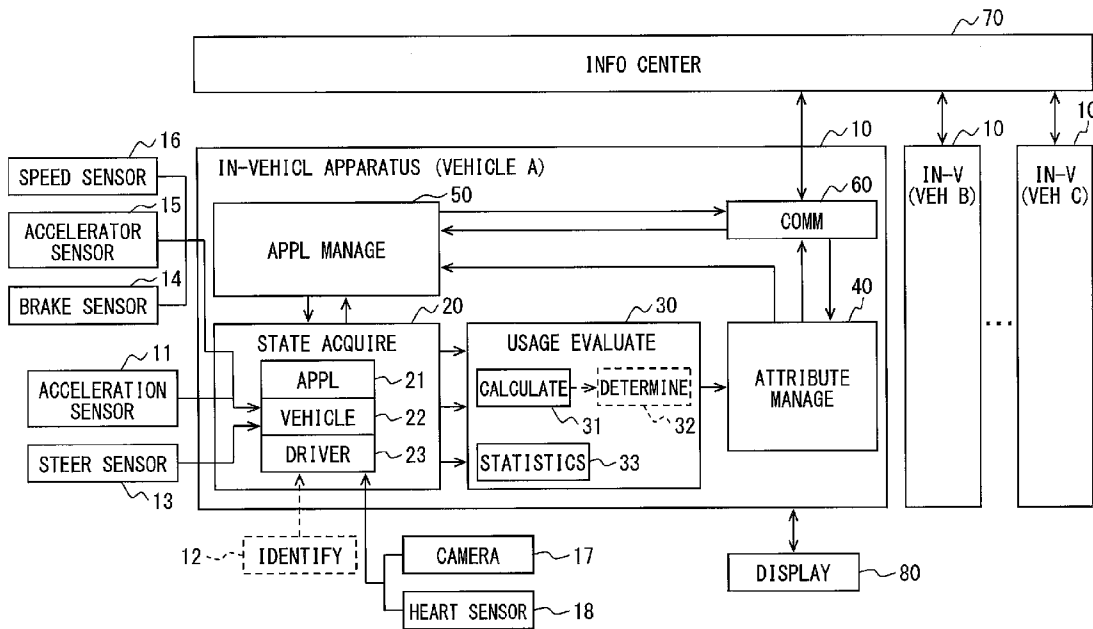 70
INFO CENTER
16
SPEED SENSOR
15
ACCELERATOR
SENSOR
14
BRAKE SENSOR
11
ACCELERATION
SENSOR
STEER SENSOR
13
10
IN-VEHICL APPARATUS (VEHICLE A)
50
APPL MANAGE
60
COMM
20
STATE ACQUIRE
APPL
21
VEHICLE
22
DRIVER
23
30
USAGE EVALUATE
CALCULATE
31
DETERMINE
32
STATISTICS
33
40
ATTRIBUTE
MANAGE
10
IN-V
(VEH B)
...
10
IN-V
(VEH C)
12
IDENTIFY
CAMERA
17
HEART SENSOR
18
DISPLAY
80